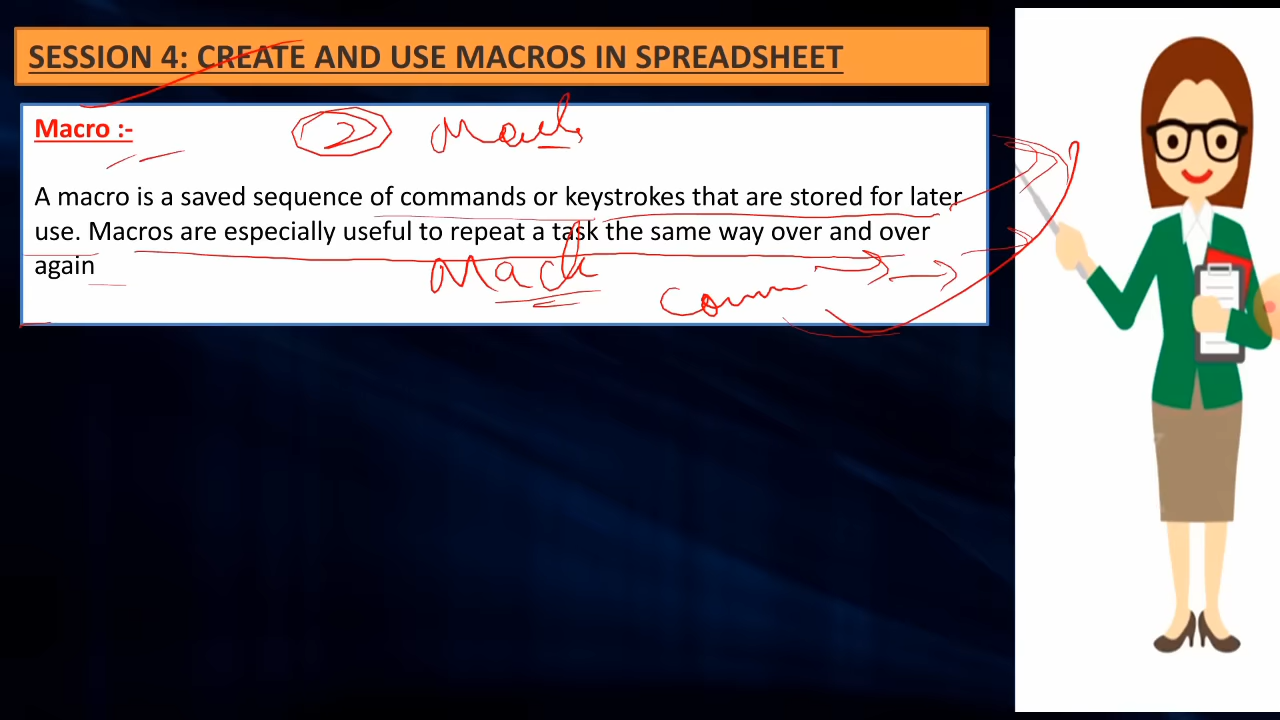 SESSION 4: CREATE AND USE MACROS IN SPREADSHEET
Macro :-
2
A macro is a saved sequence of commands or keystrokes that are stored for later
use. Macros are especially useful to repeat a task the same way over and over
again